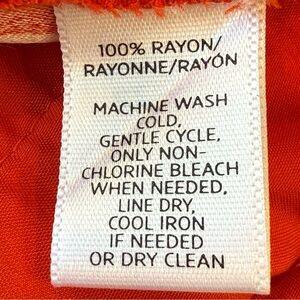 100% RAYON/
RAYONNE/RAYÓN
MACHINE WASH
COLD,
GENTLE CYCLE,
ONLY NON-
CHLORINE BLEACH
WHEN NEEDED,
LINE DRY,
COOL IRON
IF NEEDED
OR DRY CLEAN